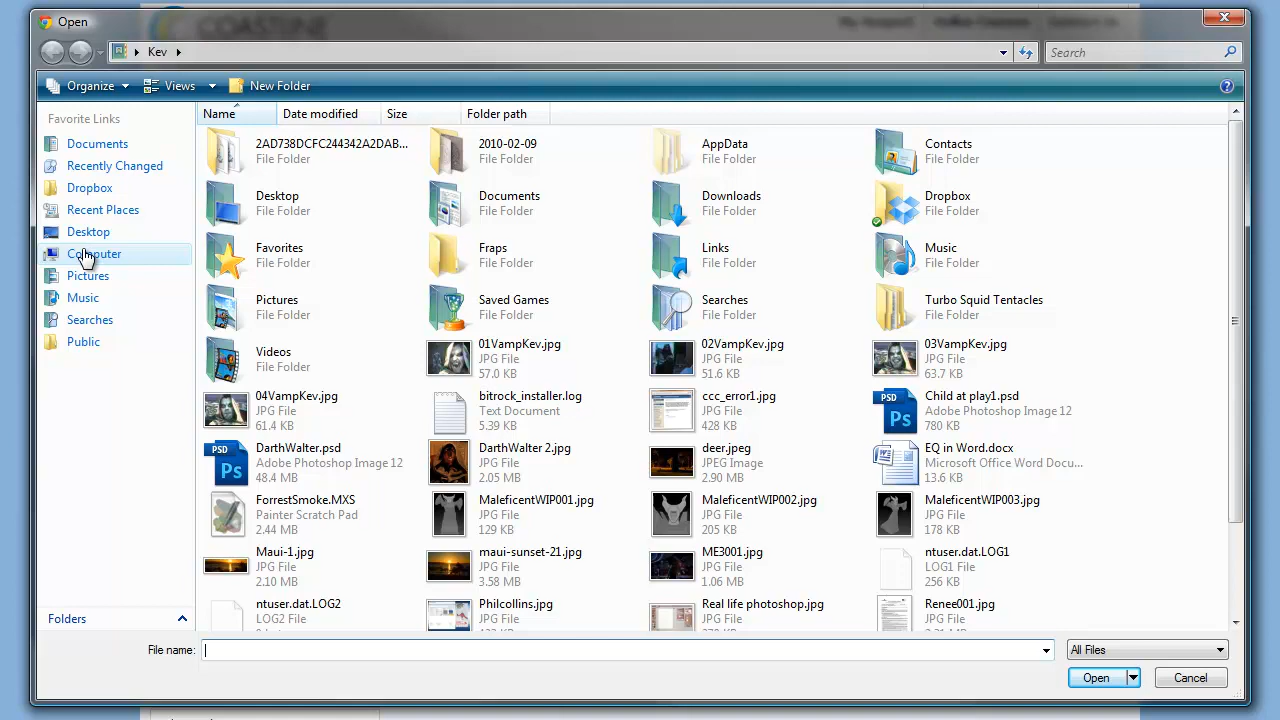 COASTLINE
Open
Kev
Search
Organize Views New Folder
Favorite Links
Documents
Recently Changed
Dropbox
Recent Places
Desktop
Computer
Pictures
Music
Searches
Public
Folders
Name Date modified Size Folder path
2AD738DCFC244342A2DAB...
File Folder
2010-02-09
File Folder
AppData
File Folder
Contacts
File Folder
Desktop
File Folder
Documents
File Folder
Downloads
File Folder
Dropbox
File Folder
Favorites
File Folder
Fraps
File Folder
Links
File Folder
Music
File Folder
Pictures
File Folder
Saved Games
File Folder
Searches
File Folder
Turbo Squid Tentacles
File Folder
Videos
File Folder
01VampKev.jpg
JPG File
57.0 KB
02VampKev.jpg
JPG File
51.6 KB
03VampKev.jpg
JPG File
63.7 KB
04VampKev.jpg
JPG File
61.4 KB
bitrock_installer.log
Text Document
5.39 KB
ccc_error1.jpg
JPG File
428 KB
PSD
Ps
Child at play1.psd
Adobe Photoshop Image 12
780 KB
PSD
Ps
DarthWalter.psd
Adobe Photoshop Image 12
48.4 MB
DarthWalter 2.jpg
JPG File
2.05 MB
deer.jpeg
JPEG Image
2.90 MB
EQ in Word.docx
Microsoft Office Word Docu...
13.6 KB
ForrestSmoke.MXS
Painter Scratch Pad
2.44 MB
MaleficentWIP001.jpg
JPG File
129 KB
MaleficentWIP002.jpg
JPG File
205 KB
MaleficentWIP003.jpg
JPG File
178 KB
Maui-1.jpg
JPG File
2.10 MB
maui-sunset-21.jpg
JPG File
3.58 MB
ME3001.jpg
JPG File
1.06 MB
ntuser.dat.LOG1
LOG1 File
256 KB
ntuser.dat.LOG2
LOG2 File
Philcollins.jpg
JPG File
Real life photoshop.jpg
JPG File
Renee001.jpg
JPG File
File name:
All Files
Open
Cancel